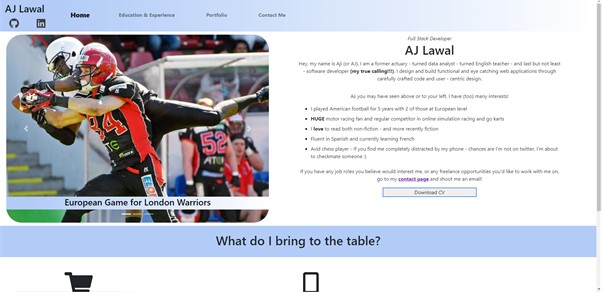 AJ Lawal
Home
Education & Experience
Portfolio
Contact Me
European Game for London Warriors
Full Stack Developer
AJ Lawal
Hey, my name is Aji (or AJ). I am a former actuary - turned data analyst - turned English teacher - and last but not least
- software developer (my true calling!!!). I design and build functional and eye catching web applications through
carefully crafted code and user - centric design.
As you may have seen above or to your left, I have (too) many interests!
I played American football for 5 years with 2 of those at European level!
HUGE motor racing fan and regular competitor in online simulation racing and go karts
I love to read both non-fiction - and more recently fiction
Fluent in Spanish and currently learning French
Avid chess player - if you find me completely distracted by my phone - chances are I'm not on twitter, I'm about
to checkmate someone :)
If you have any job roles you believe would interest me, or any freelance opportunities you'd like to work with me on,
go to my contact page and shoot me an email!
Download CV
What do I bring to the table?